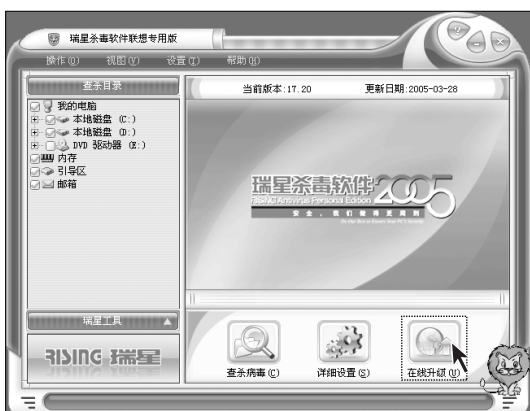 瑞星杀毒软件联想专用版
操作(O) 视图(V) 设置(T) 帮助(H)
查杀目录
当前版本:17.20 更新日期:2005-03-28
我的电脑
本地磁盘 (C:)
本地磁盘 (D:)
DVD 驱动器 (E:)
内存
引导区
邮箱
瑞星杀毒软件2005
RISING Antivirus Personal Edition
安全，我们做得更周到
瑞星工具
RISING 瑞星
查杀病毒(C) 详细设置(S) 在线升级(U)